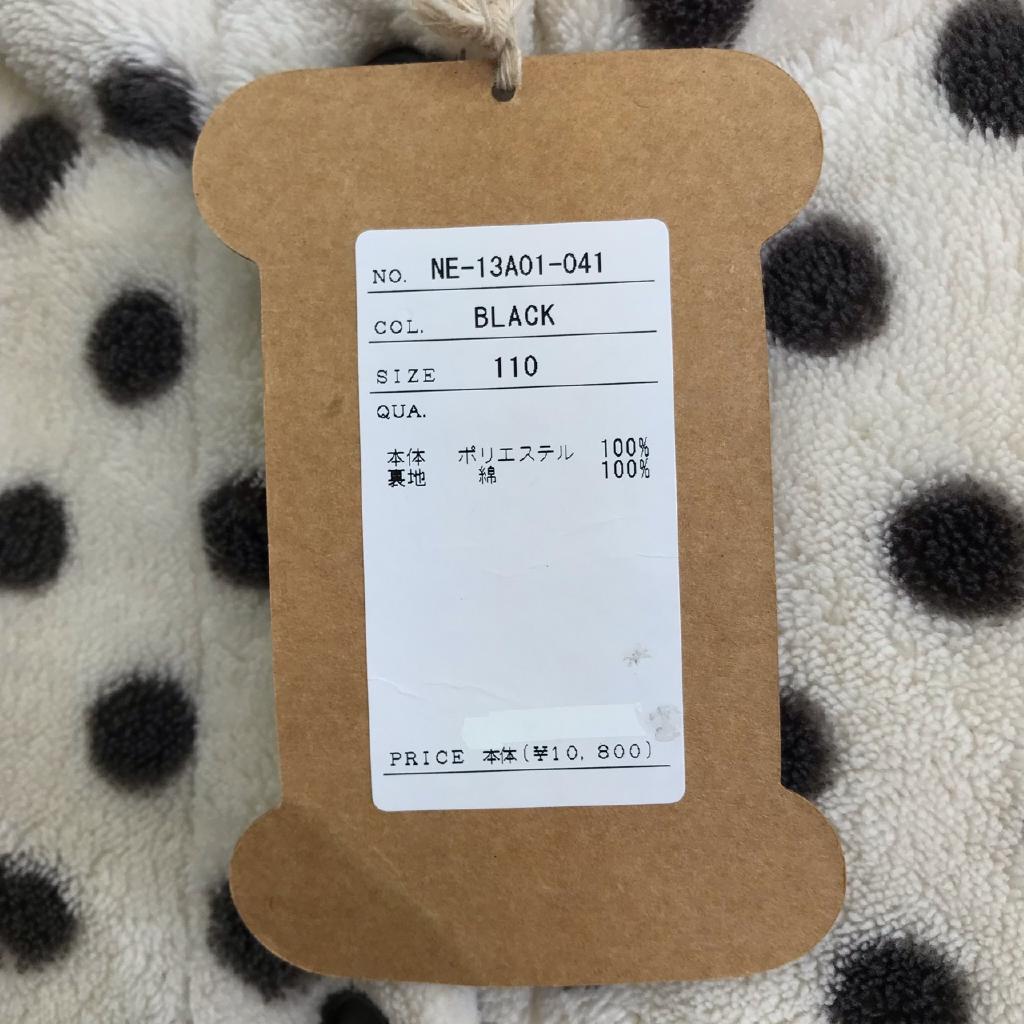 NO. NE-13A01-041
COL. BLACK
SIZE 110
QUA.
本体 ポリエステル 100%
裏地 綿 100%
PRICE 本体(¥10,800)